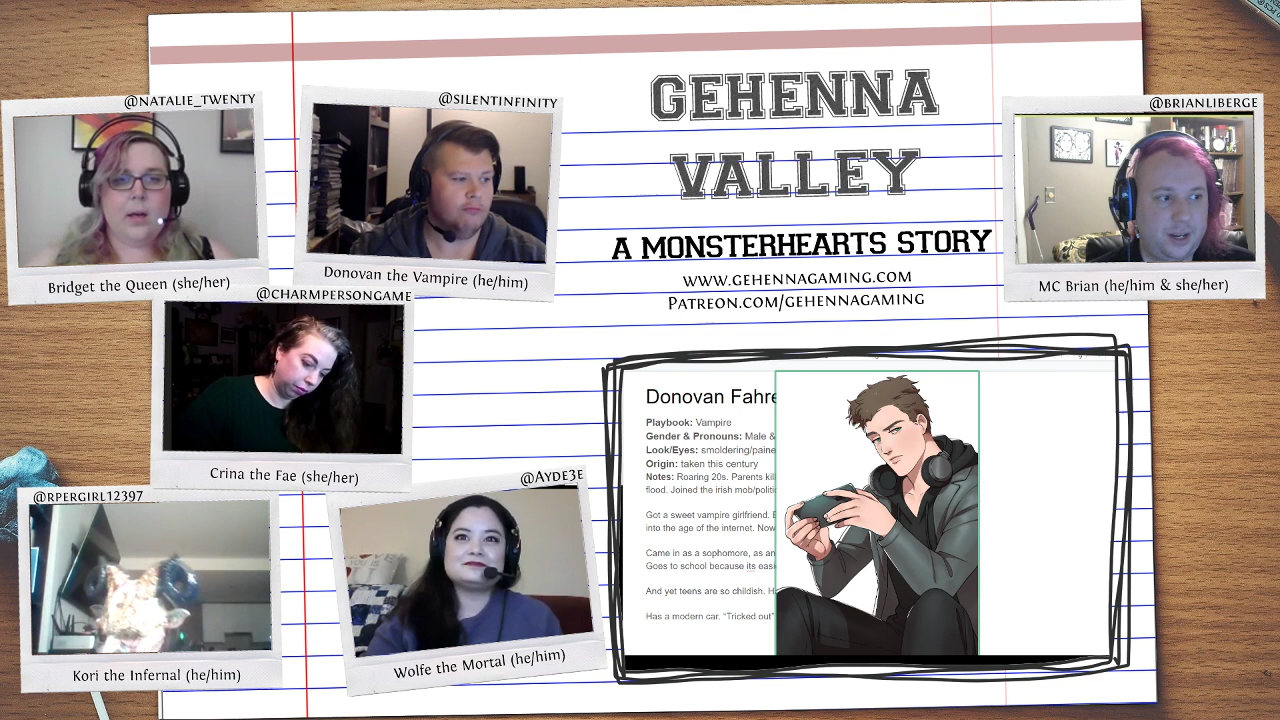 GEHENNA
VALLEY
A MONSTERHEARTS STORY
WWW.GEHENNAGAMING.COM
PATREON.COM/GEHENNAGAMING
@NATALIE_TWENTY
Bridget the Queen (she/her)
@SILENTINFINITY
Donovan the Vampire (he/him)
@BRIANLIBERGE
MC Brian (he/him & she/her)
@CHARMPERSONGAME
Crina the Fae (she/her)
@RPERGIRL12397
Kori the Infernal (he/him)
@AYDE3E
Wolfe the Mortal (he/him)
Donovan Fahre
Playbook: Vampire
Gender & Pronouns: Male &
Look/Eyes: smoldering/paine
Origin: taken this century
Notes: Roaring 20s. Parents kil
flood. Joined the irish mob/politi
Got a sweet vampire girlfriend.
into the age of the internet. Now
Came in as a sophomore, as an
Goes to school because its easi
And yet teens are so childish.
Has a modern car. "Tricked out"